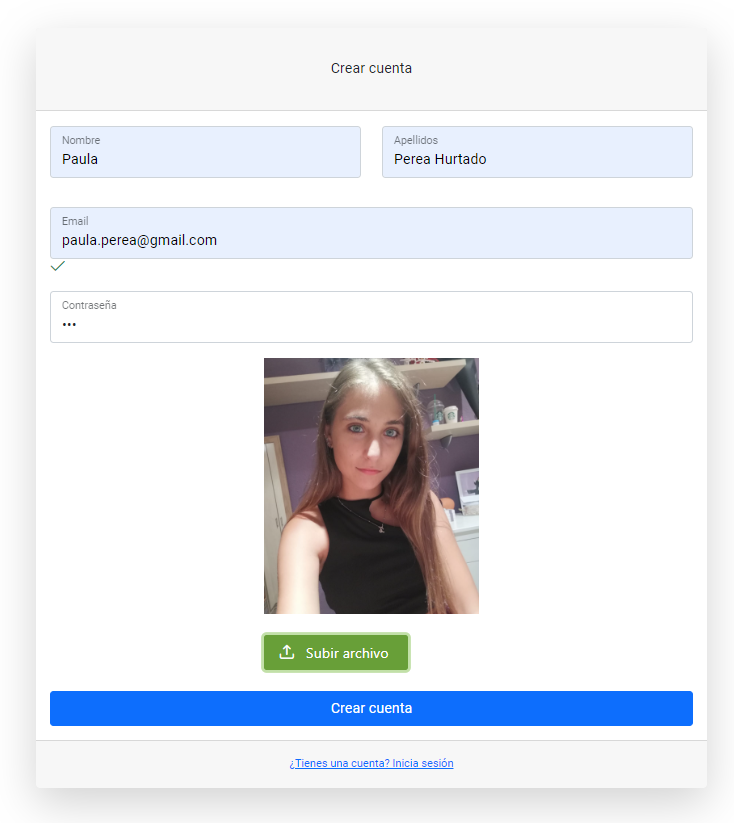 Crear cuenta
Nombre
Paula
Apellidos
Perea Hurtado
Email
paula.perea@gmail.com
Contraseña
•••
Subir archivo
Crear cuenta
¿Tienes una cuenta? Inicia sesión